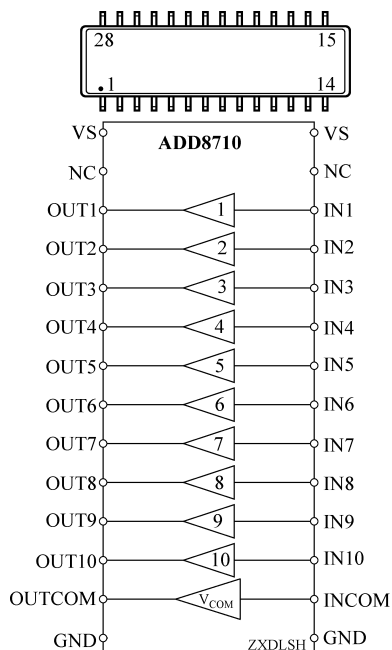 28 15
1 14
ADD8710
VS VS
NC NC
OUT1 1 IN1
OUT2 2 IN2
OUT3 3 IN3
OUT4 4 IN4
OUT5 5 IN5
OUT6 6 IN6
OUT7 7 IN7
OUT8 8 IN8
OUT9 9 IN9
OUT10 10 IN10
OUTCOM VCOM INCOM
GND GND
ZXDLSH